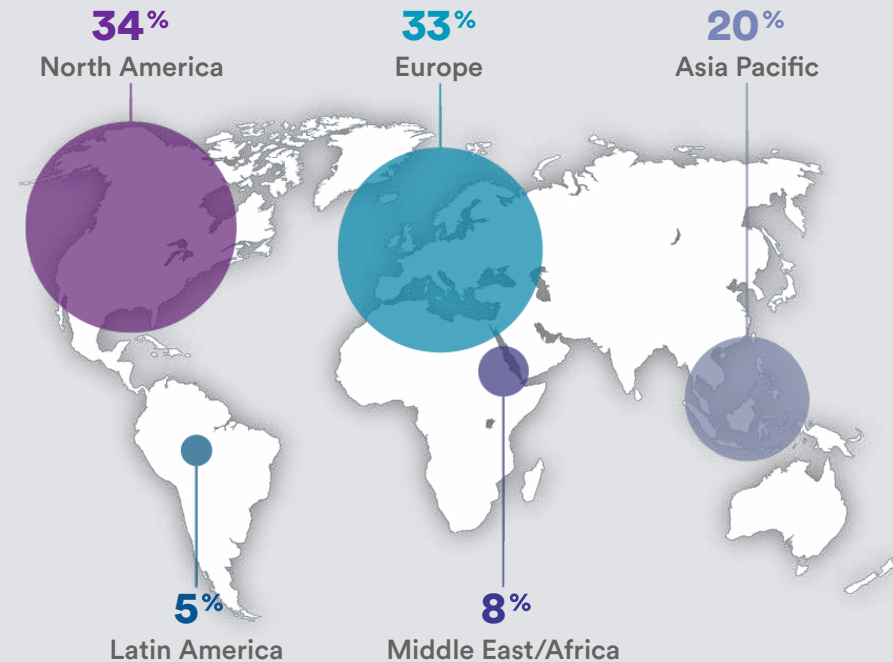 34%
North America
33%
Europe
20%
Asia Pacific
5%
Latin America
8%
Middle East/Africa